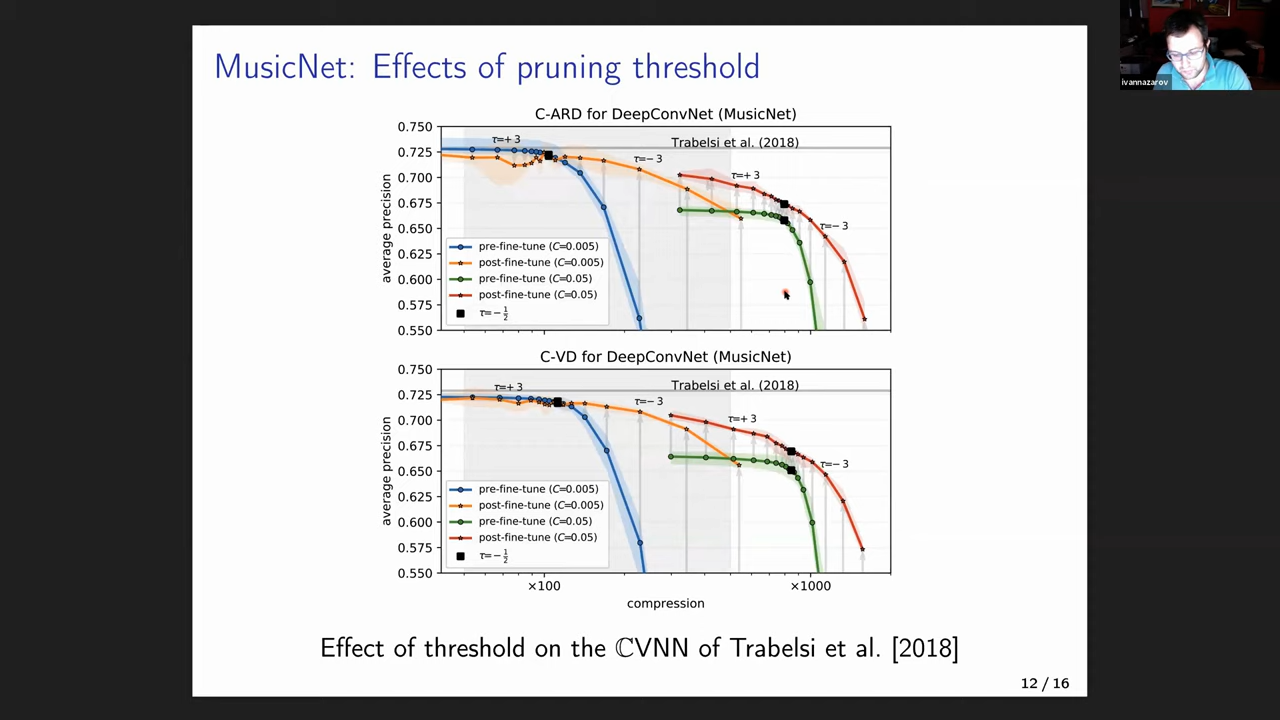 MusicNet: Effects of pruning threshold
ivannazarov
C-ARD for DeepConvNet (MusicNet)
average precision
0.750
0.725
0.700
0.675
0.650
0.625
0.600
0.575
0.550
τ=+3
Trabelsi et al. (2018)
τ=−3
τ=+3
τ=−3
pre-fine-tune (C=0.005)
post-fine-tune (C=0.005)
pre-fine-tune (C=0.05)
post-fine-tune (C=0.05)
τ=−½
C-VD for DeepConvNet (MusicNet)
average precision
0.750
0.725
0.700
0.675
0.650
0.625
0.600
0.575
0.550
τ=+3
Trabelsi et al. (2018)
τ=−3
τ=+3
τ=−3
pre-fine-tune (C=0.005)
post-fine-tune (C=0.005)
pre-fine-tune (C=0.05)
post-fine-tune (C=0.05)
τ=−½
×100 ×1000
compression
Effect of threshold on the ℂVNN of Trabelsi et al. [2018]
12 / 16